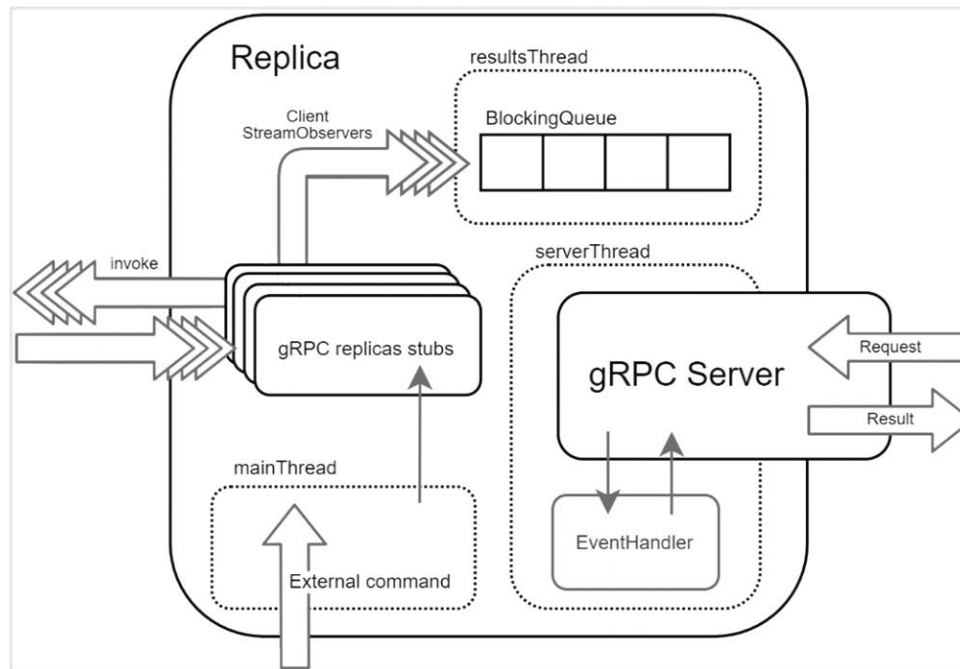 Replica
resultsThread
Client
StreamObservers
BlockingQueue
invoke
serverThread
gRPC replicas stubs
gRPC Server
Request
Result
mainThread
External command
EventHandler